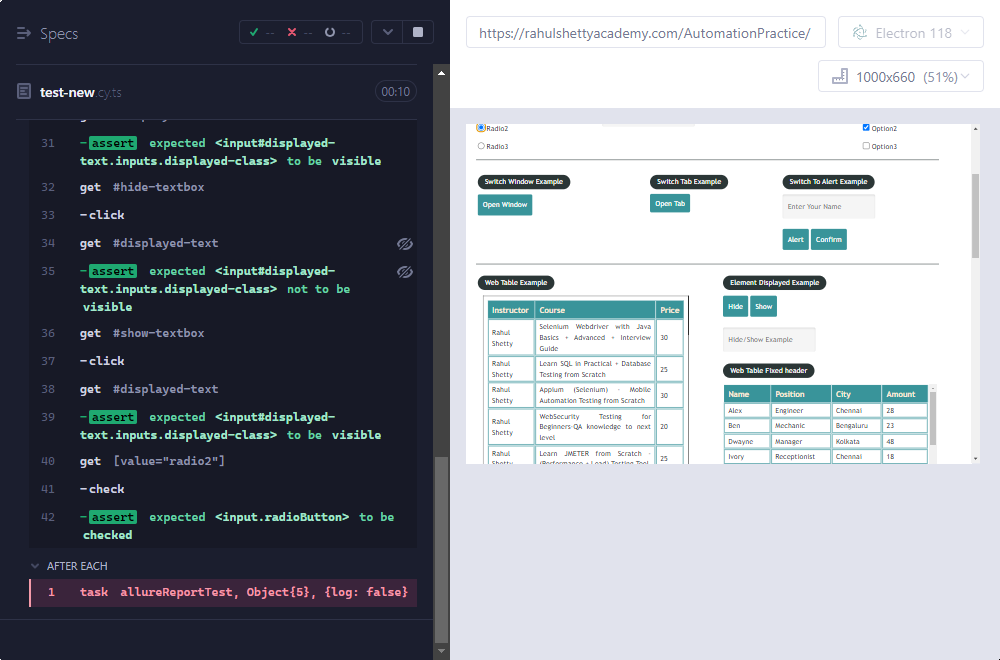 Specs
-- -- --
test-new.cy.ts
00:10
31 -assert expected <input#displayed-
text.inputs.displayed-class> to be visible
32 get #hide-textbox
33 -click
34 get #displayed-text
35 -assert expected <input#displayed-
text.inputs.displayed-class> not to be
visible
36 get #show-textbox
37 -click
38 get #displayed-text
39 -assert expected <input#displayed-
text.inputs.displayed-class> to be visible
40 get [value="radio2"]
41 -check
42 -assert expected <input.radioButton> to be
checked
AFTER EACH
1 task allureReportTest, Object{5}, {log: false}
https://rahulshettyacademy.com/AutomationPractice/
Electron 118
1000x660 (51%)
Radio2
Option2
Radio3
Option3
Switch Window Example
Switch Tab Example
Switch To Alert Example
Open Window
Open Tab
Enter Your Name
Alert Confirm
Web Table Example
Instructor Course Price
Rahul Shetty Selenium Webdriver with Java Basics + Advanced + Interview Guide 30
Rahul Shetty Learn SQL in Practical + Database Testing from Scratch 25
Rahul Shetty Appium (Selenium) - Mobile Automation Testing from Scratch 30
Rahul Shetty WebSecurity Testing for Beginners-QA knowledge to next level 20
Rahul Shetty Learn JMETER from Scratch - (Performance + Load) Testing Tool 25
Element Displayed Example
Hide Show
Hide/Show Example
Web Table Fixed header
Name Position City Amount
Alex Engineer Chennai 28
Ben Mechanic Bengaluru 23
Dwayne Manager Kolkata 48
Ivory Receptionist Chennai 18